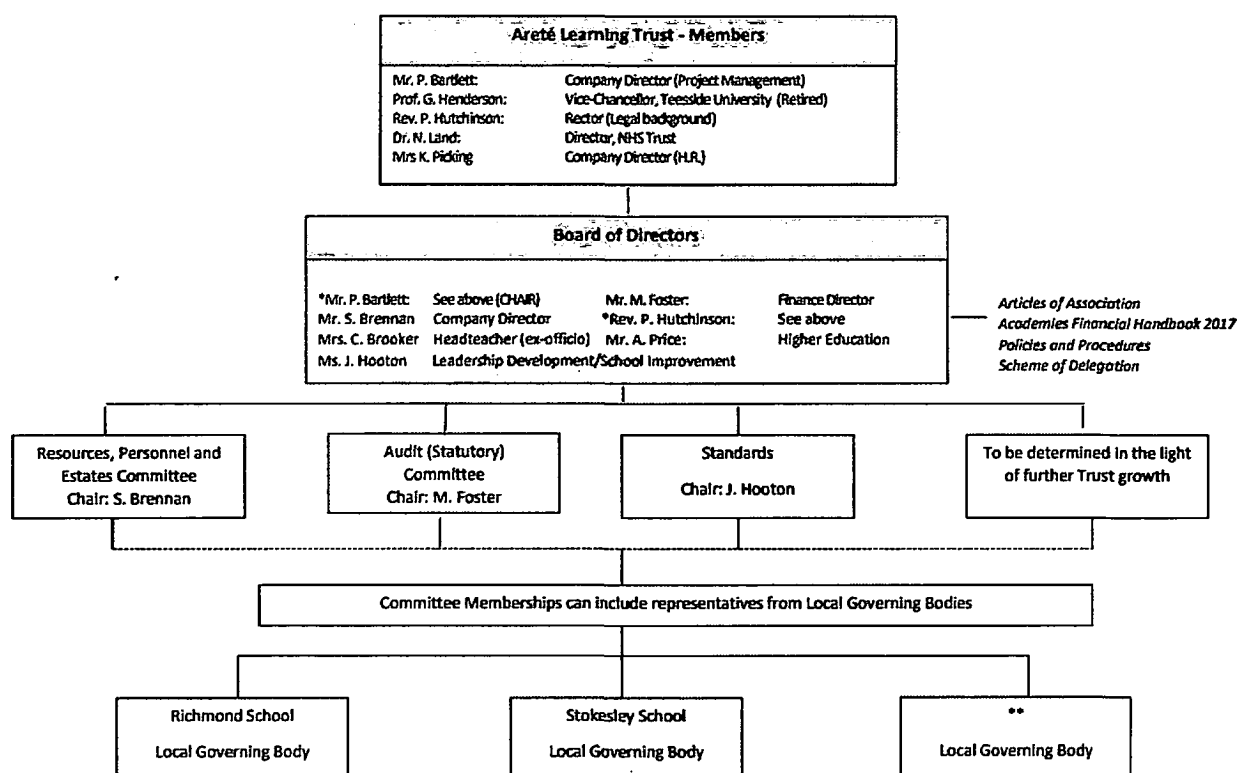 Areté Learning Trust - Members
Mr. P. Bartlett: Company Director (Project Management)
Prof. G. Henderson: Vice-Chancellor, Teesside University (Retired)
Rev. P. Hutchinson: Rector (Legal background)
Dr. N. Land: Director, NHS Trust
Mrs K. Picking Company Director (H.R.)
Board of Directors
*Mr. P. Bartlett: See above (CHAIR) Mr. M. Foster: Finance Director
Mr. S. Brennan Company Director *Rev. P. Hutchinson: See above
Mrs. C. Brooker Headteacher (ex-officio) Mr. A. Price: Higher Education
Ms. J. Hooton Leadership Development/School Improvement
Articles of Association
Academies Financial Handbook 2017
Policies and Procedures
Scheme of Delegation
Resources, Personnel and
Estates Committee
Chair: S. Brennan
Audit (Statutory)
Committee
Chair: M. Foster
Standards
Chair: J. Hooton
To be determined in the light
of further Trust growth
Committee Memberships can include representatives from Local Governing Bodies
Richmond School
Local Governing Body
Stokesley School
Local Governing Body
**
Local Governing Body